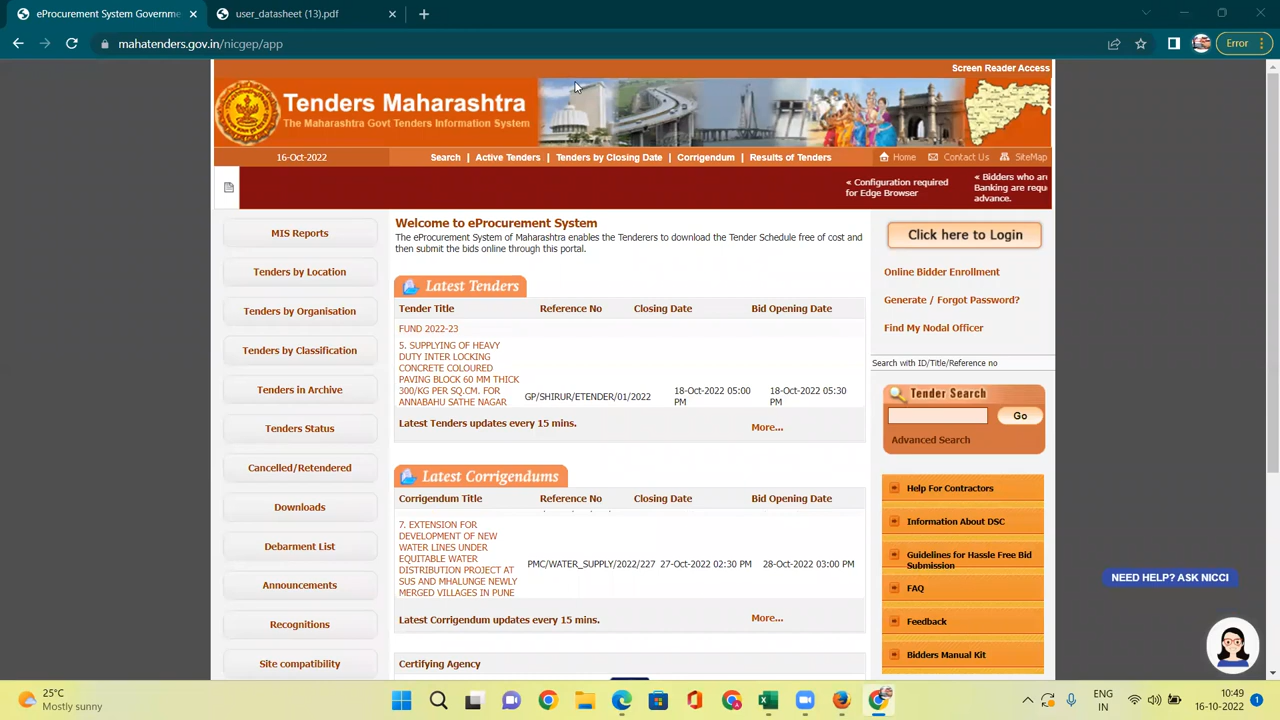 eProcurement System Governme
user_datasheet (13).pdf
mahatenders.gov.in/nicgep/app
Error
Screen Reader Access
Tenders Maharashtra
The Maharashtra Govt Tenders Information System
16-Oct-2022
Search | Active Tenders | Tenders by Closing Date | Corrigendum | Results of Tenders
Home
Contact Us
SiteMap
« Configuration required
for Edge Browser
« Bidders who are
Banking are requ
advance.
MIS Reports
Tenders by Location
Tenders by Organisation
Tenders by Classification
Tenders in Archive
Tenders Status
Cancelled/Retendered
Downloads
Debarment List
Announcements
Recognitions
Site compatibility
Welcome to eProcurement System
The eProcurement System of Maharashtra enables the Tenderers to download the Tender Schedule free of cost and
then submit the bids online through this portal.
Latest Tenders
Tender Title Reference No Closing Date Bid Opening Date
FUND 2022-23
5. SUPPLYING OF HEAVY
DUTY INTER LOCKING
CONCRETE COLOURED
PAVING BLOCK 60 MM THICK
300/KG PER SQ.CM. FOR
ANNABAHU SATHE NAGAR
GP/SHIRUR/ETENDER/01/2022
18-Oct-2022 05:00
PM
18-Oct-2022 05:30
PM
Latest Tenders updates every 15 mins.
More...
Latest Corrigendums
Corrigendum Title Reference No Closing Date Bid Opening Date
7. EXTENSION FOR
DEVELOPMENT OF NEW
WATER LINES UNDER
EQUITABLE WATER
DISTRIBUTION PROJECT AT
SUS AND MHALUNGE NEWLY
MERGED VILLAGES IN PUNE
PMC/WATER_SUPPLY/2022/227 27-Oct-2022 02:30 PM 28-Oct-2022 03:00 PM
Latest Corrigendum updates every 15 mins.
More...
Certifying Agency
Click here to Login
Online Bidder Enrollment
Generate / Forgot Password?
Find My Nodal Officer
Search with ID/Title/Reference no
Tender Search
Go
Advanced Search
Help For Contractors
Information About DSC
Guidelines for Hassle Free Bid
Submission
FAQ
Feedback
Bidders Manual Kit
NEED HELP? ASK NICCI
25°C
Mostly sunny
ENG
IN
10:49
16-10-2022
1